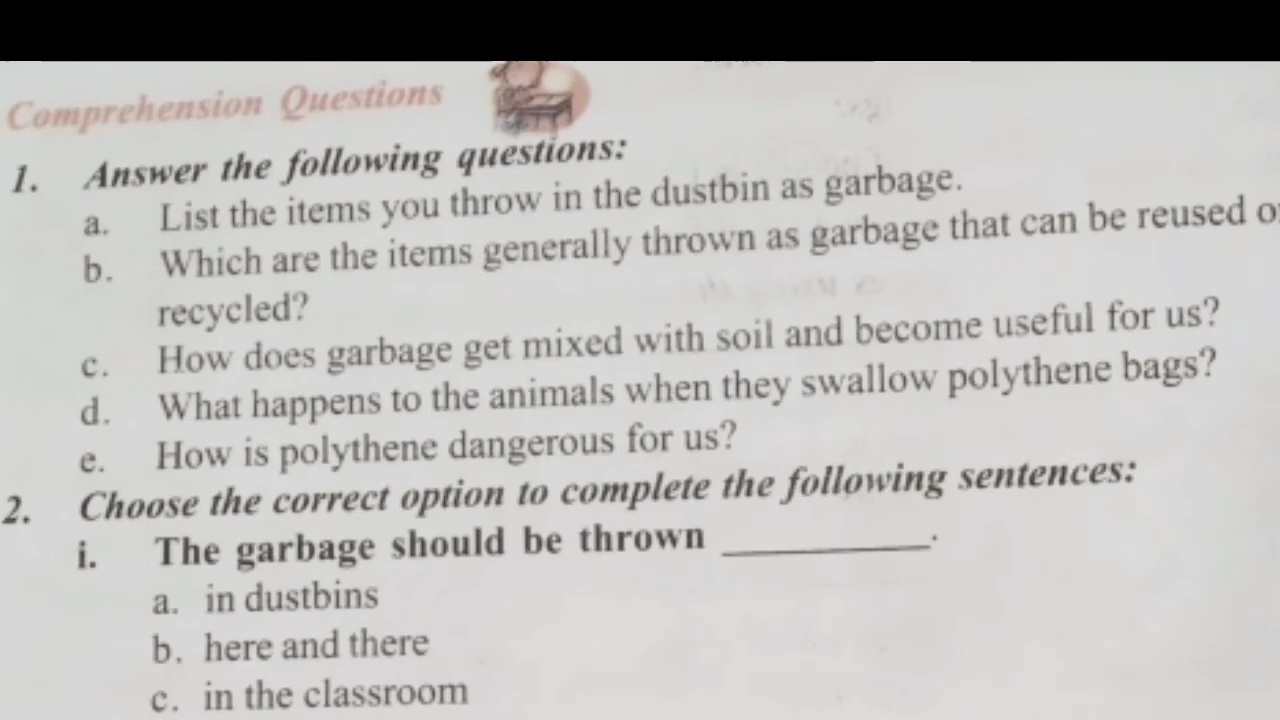 Comprehension Questions
1. Answer the following questions:
a. List the items you throw in the dustbin as garbage.
b. Which are the items generally thrown as garbage that can be reused or
recycled?
c. How does garbage get mixed with soil and become useful for us?
d. What happens to the animals when they swallow polythene bags?
e. How is polythene dangerous for us?
2. Choose the correct option to complete the following sentences:
i. The garbage should be thrown __________.
a. in dustbins
b. here and there
c. in the classroom